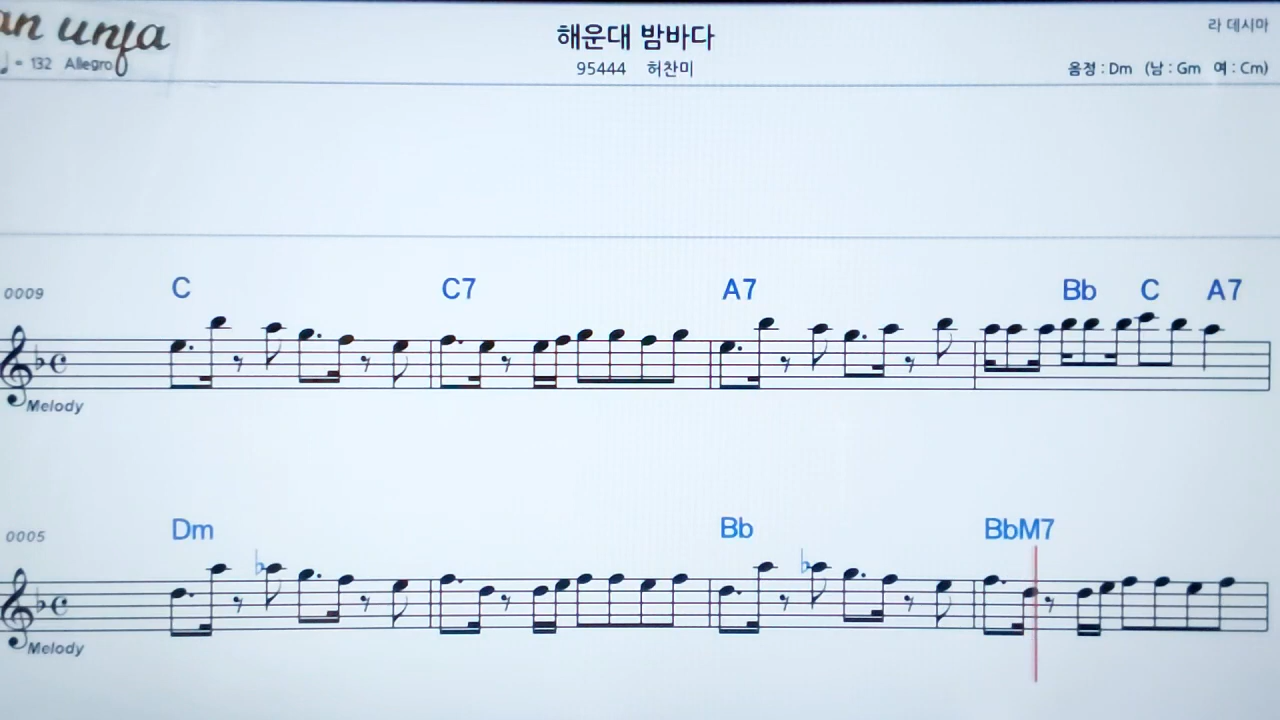 an unja
해운대 밤바다
라 데시마
♩ = 132 Allegro
95444 허찬미
음정 : Dm (남 : Gm 여 : Cm)
0009 C C7 A7 Bb C A7
Melody
0005 Dm Bb BbM7
Melody